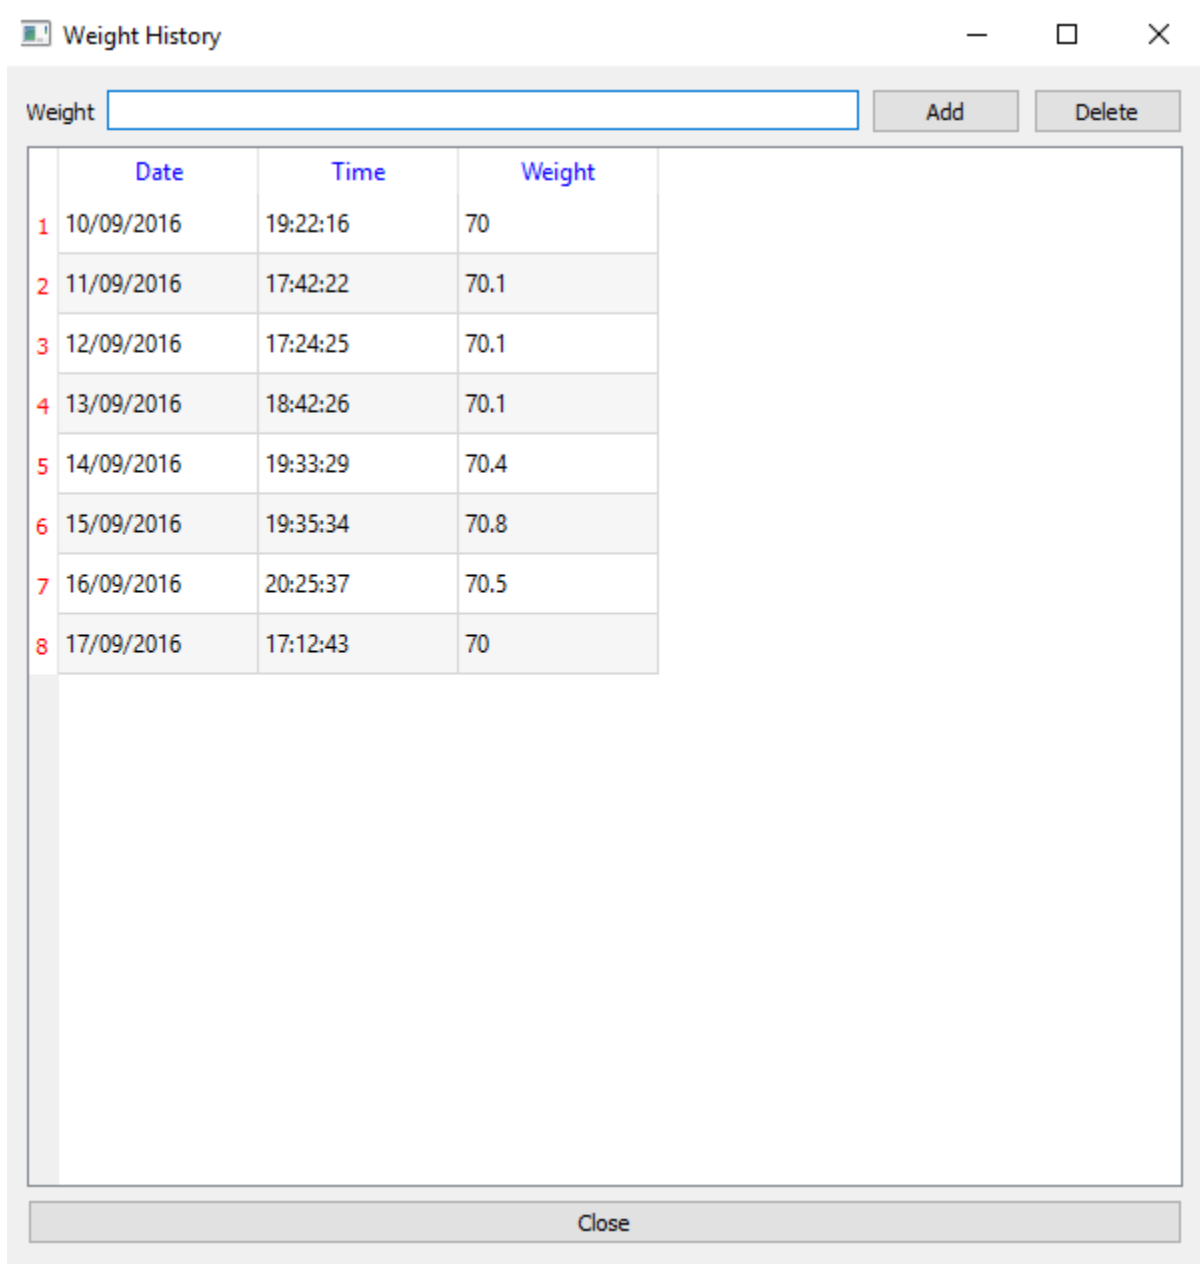 Weight History
Weight Add Delete
Date Time Weight
1 10/09/2016 19:22:16 70
2 11/09/2016 17:42:22 70.1
3 12/09/2016 17:24:25 70.1
4 13/09/2016 18:42:26 70.1
5 14/09/2016 19:33:29 70.4
6 15/09/2016 19:35:34 70.8
7 16/09/2016 20:25:37 70.5
8 17/09/2016 17:12:43 70
Close